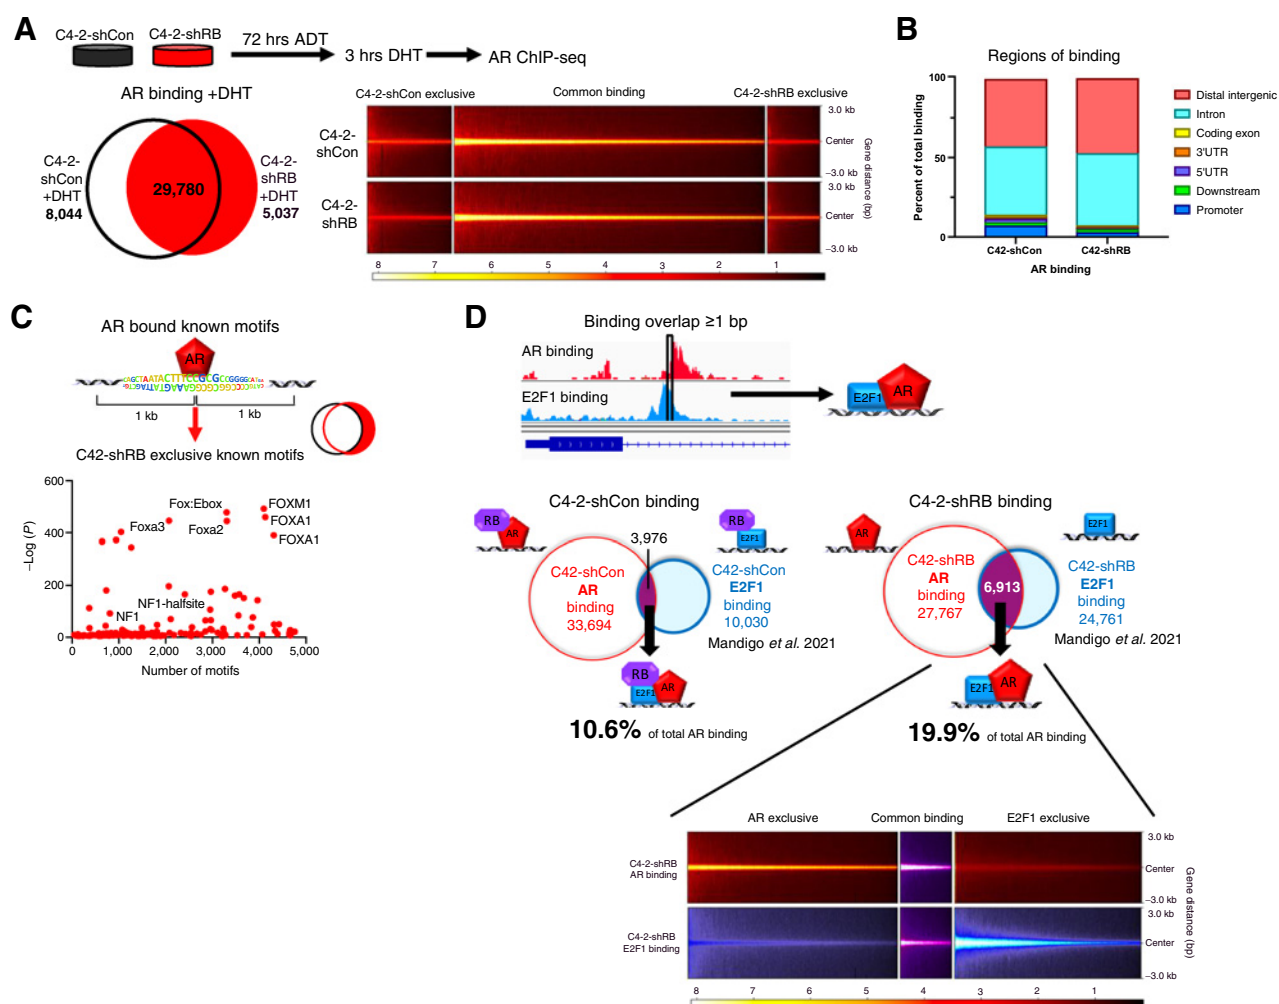 A
C4-2-shCon
C4-2-shRB
72 hrs ADT
3 hrs DHT
AR ChIP-seq
AR binding +DHT
C4-2-
shCon
+DHT
8,044
29,780
C4-2-
shRB
+DHT
5,037
C4-2-shCon exclusive
Common binding
C4-2-shRB exclusive
C4-2-
shCon
C4-2-
shRB
3.0 kb
Center
−3.0 kb
3.0 kb
Center
−3.0 kb
Gene distance (bp)
8 7 6 5 4 3 2 1
B
Regions of binding
Percent of total binding
100
50
0
C42-shCon
C42-shRB
AR binding
Distal intergenic
Intron
Coding exon
3'UTR
5'UTR
Downstream
Promoter
C
AR bound known motifs
AR
1 kb
1 kb
C42-shRB exclusive known motifs
−Log (P)
600
400
200
0
Fox:Ebox
FOXM1
Foxa3
Foxa2
FOXA1
FOXA1
NF1-halfsite
NF1
0 1,000 2,000 3,000 4,000 5,000
Number of motifs
D
Binding overlap ≥1 bp
AR binding
E2F1 binding
E2F1
AR
C4-2-shCon binding
RB
AR
3,976
RB
E2F1
C42-shCon
AR
binding
33,694
C42-shCon
E2F1
binding
10,030
Mandigo et al. 2021
RB
E2F1
AR
10.6% of total AR binding
C4-2-shRB binding
AR
E2F1
C42-shRB
AR
binding
27,767
6,913
C42-shRB
E2F1
binding
24,761
Mandigo et al. 2021
E2F1
AR
19.9% of total AR binding
AR exclusive
Common binding
E2F1 exclusive
C4-2-shRB
AR binding
C4-2-shRB
E2F1 binding
3.0 kb
Center
−3.0 kb
3.0 kb
Center
−3.0 kb
Gene distance (bp)
8 7 6 5 4 3 2 1